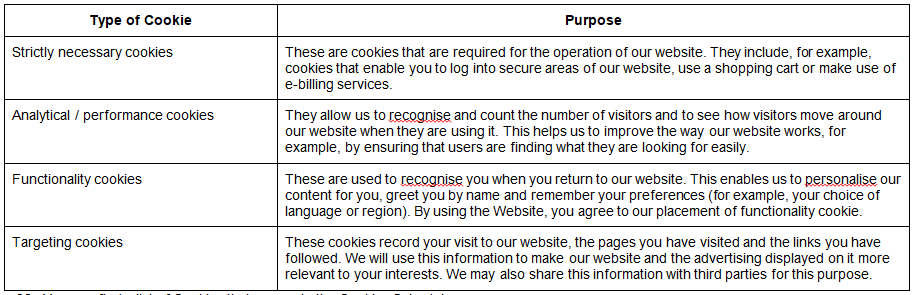 Type of Cookie
Purpose
Strictly necessary cookies
These are cookies that are required for the operation of our website. They include, for example,
cookies that enable you to log into secure areas of our website, use a shopping cart or make use of
e-billing services.
Analytical / performance cookies
They allow us to recognise and count the number of visitors and to see how visitors move around
our website when they are using it. This helps us to improve the way our website works, for
example, by ensuring that users are finding what they are looking for easily.
Functionality cookies
These are used to recognise you when you return to our website. This enables us to personalise our
content for you, greet you by name and remember your preferences (for example, your choice of
language or region). By using the Website, you agree to our placement of functionality cookie.
Targeting cookies
These cookies record your visit to our website, the pages you have visited and the links you have
followed. We will use this information to make our website and the advertising displayed on it more
relevant to your interests. We may also share this information with third parties for this purpose.